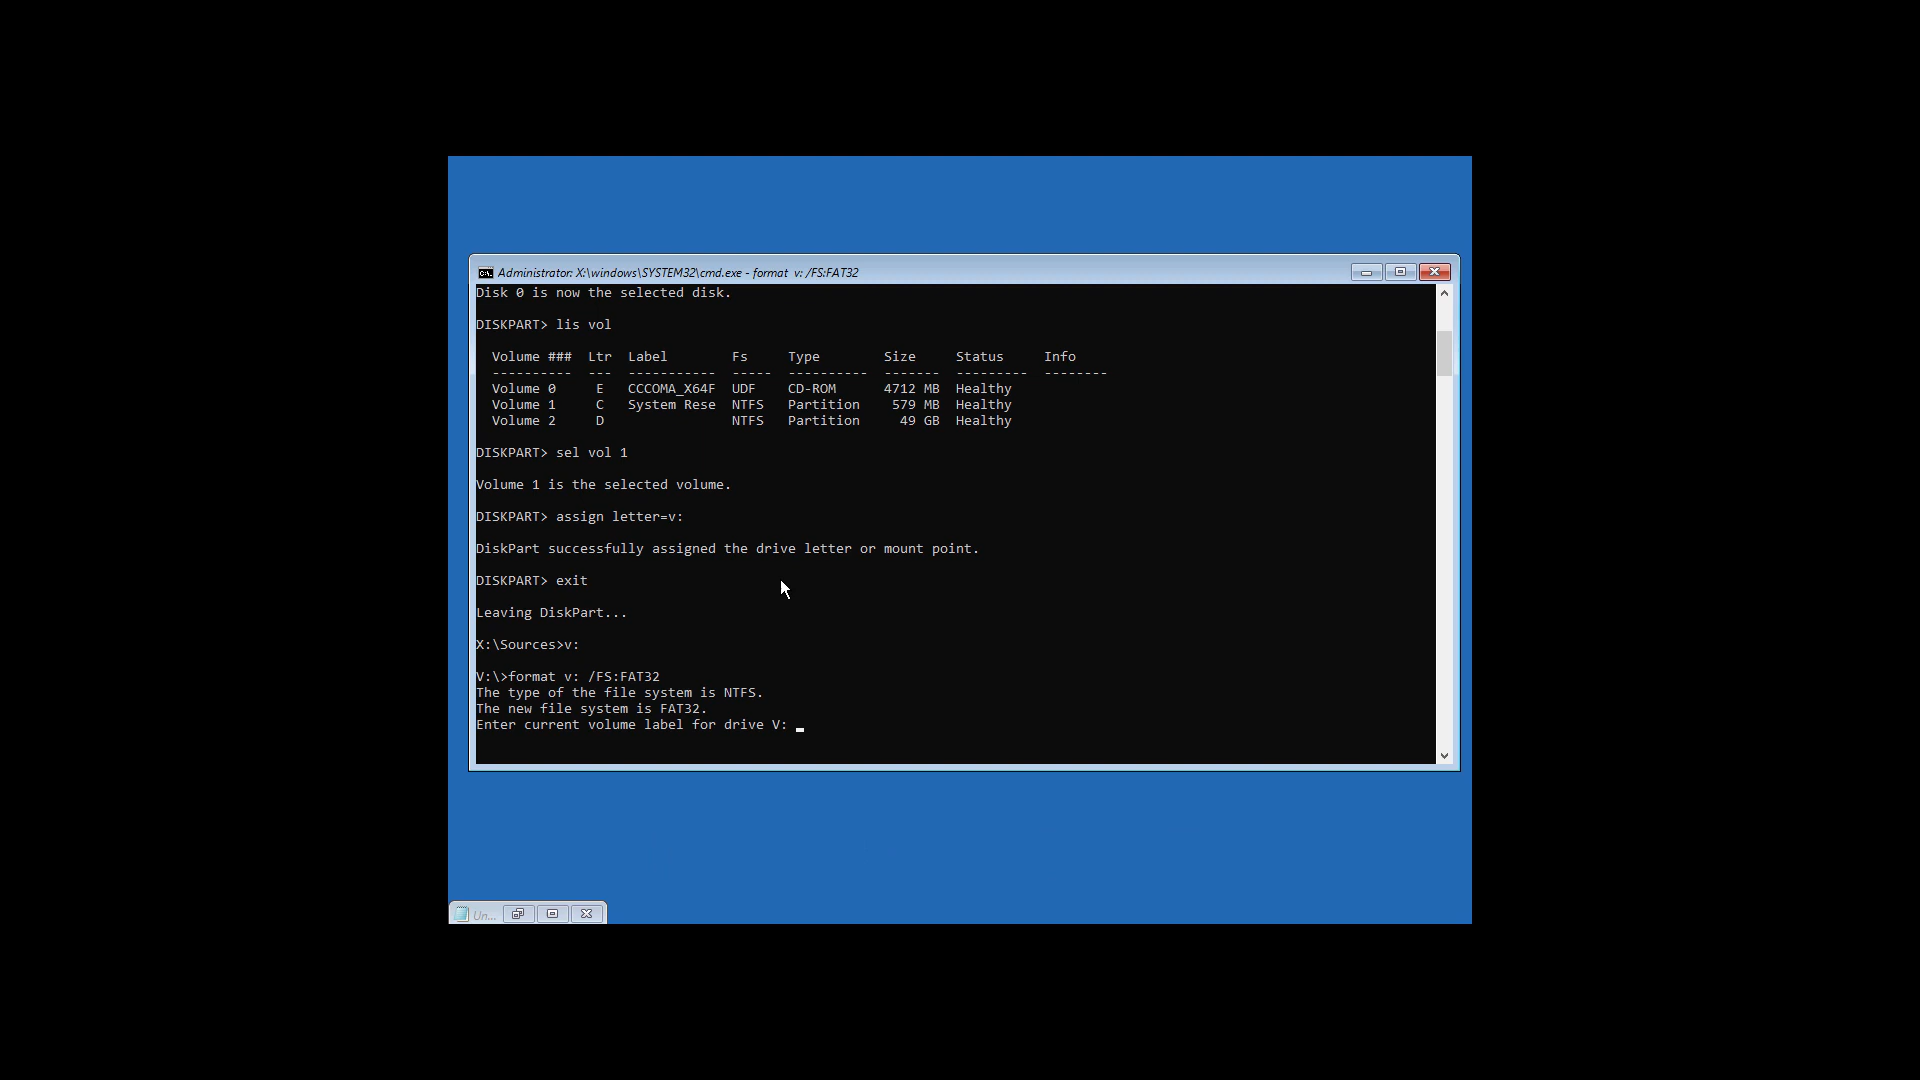 Administrator: X:\windows\SYSTEM32\cmd.exe - format  v: /FS:FAT32
Disk 0 is now the selected disk.
DISKPART> lis vol
  Volume ###  Ltr  Label        Fs     Type        Size     Status     Info
  ----------  ---  -----------  -----  ----------  -------  ---------  --------
  Volume 0     E   CCCOMA_X64F  UDF    CD-ROM      4712 MB  Healthy
  Volume 1     C   System Rese  NTFS   Partition    579 MB  Healthy
  Volume 2     D                NTFS   Partition     49 GB  Healthy
DISKPART> sel vol 1
Volume 1 is the selected volume.
DISKPART> assign letter=v:
DiskPart successfully assigned the drive letter or mount point.
DISKPART> exit
Leaving DiskPart...
X:\Sources>v:
V:\>format v: /FS:FAT32
The type of the file system is NTFS.
The new file system is FAT32.
Enter current volume label for drive V:
Un...